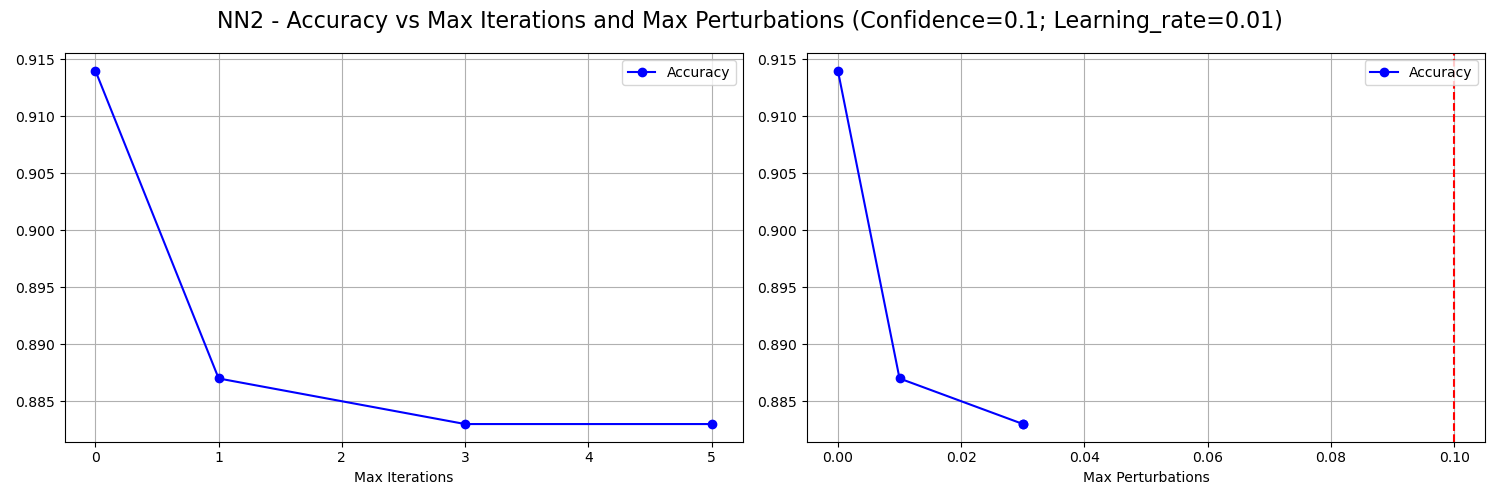 NN2 - Accuracy vs Max Iterations and Max Perturbations (Confidence=0.1; Learning_rate=0.01)
Accuracy
0.915
0.910
0.905
0.900
0.895
0.890
0.885
0 1 2 3 4 5
Max Iterations
Accuracy
0.915
0.910
0.905
0.900
0.895
0.890
0.885
0.00 0.02 0.04 0.06 0.08 0.10
Max Perturbations